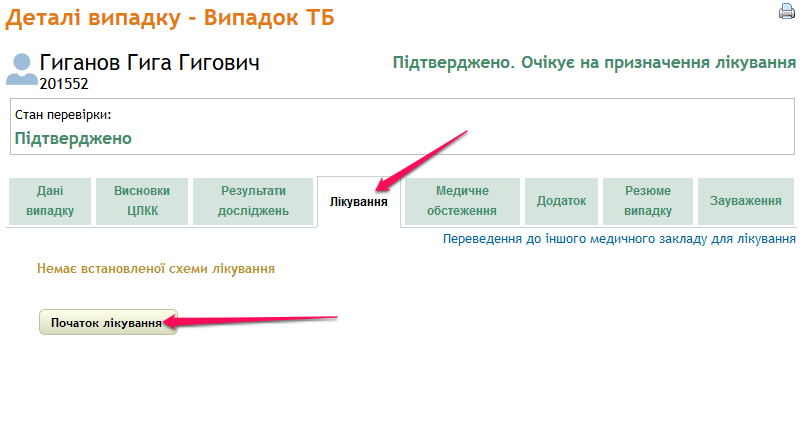 Деталі випадку - Випадок ТБ
Гиганов Гига Гигович
201552
Підтверджено. Очікує на призначення лікування
Стан перевірки:
Підтверджено
Дані
випадку
Висновки
ЦЛКК
Результати
досліджень
Лікування
Медичне
обстеження
Додаток
Резюме
випадку
Зауваження
Переведення до іншого медичного закладу для лікування
Немає встановленої схеми лікування
Початок лікування